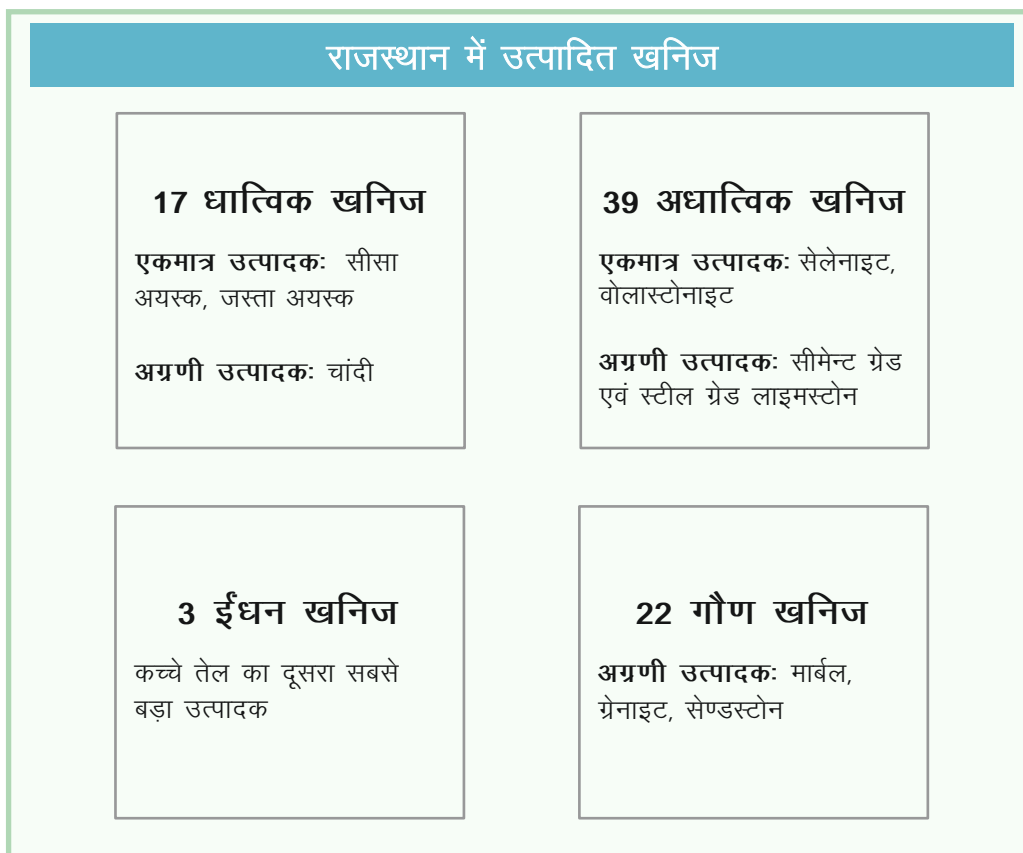 राजस्थान में उत्पादित खनिज
17 धात्विक खनिज
एकमात्र उत्पादकः सीसा
अयस्क, जस्ता अयस्क
अग्रणी उत्पादकः चांदी
39 अधात्विक खनिज
एकमात्र उत्पादकः सेलेनाइट,
वोलास्टोनाइट
अग्रणी उत्पादकः सीमेन्ट ग्रेड
एवं स्टील ग्रेड लाइमस्टोन
3 ईंधन खनिज
कच्चे तेल का दूसरा सबसे
बड़ा उत्पादक
22 गौण खनिज
अग्रणी उत्पादकः मार्बल,
ग्रेनाइट, सेण्डस्टोन